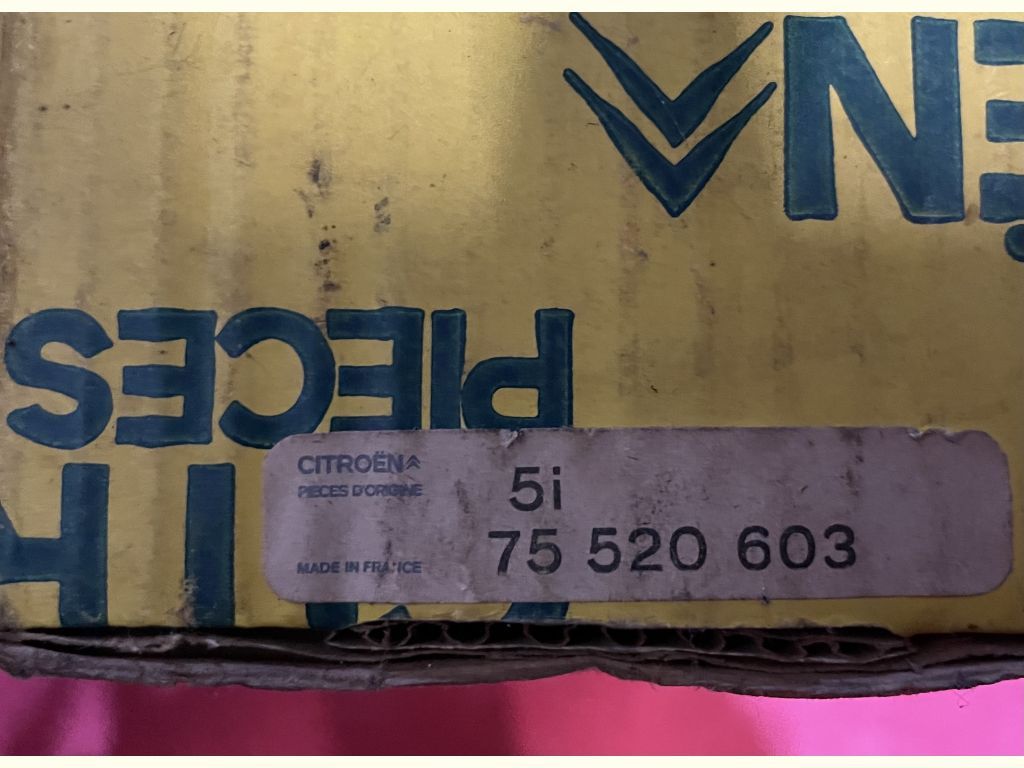 CITROËN
PIECES D'ORIGINE
5i
75 520 603
MADE IN FRANCE
PIECES